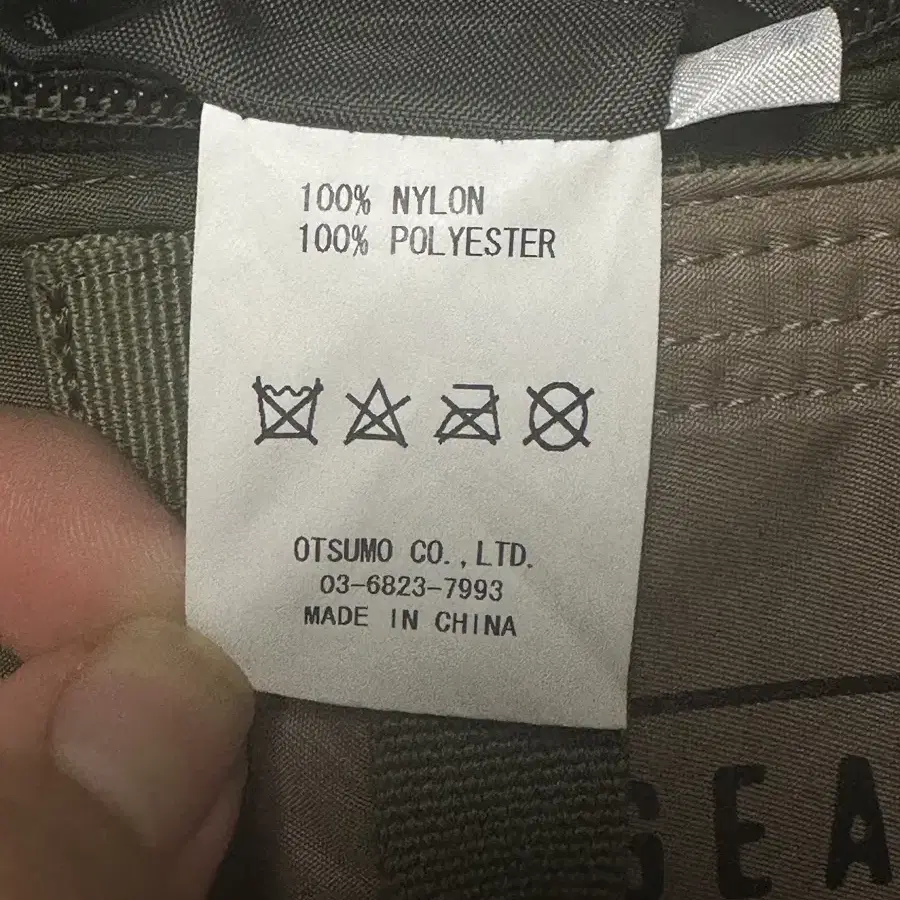 100% NYLON
100% POLYESTER
OTSUMO CO.,LTD.
03-6823-7993
MADE IN CHINA